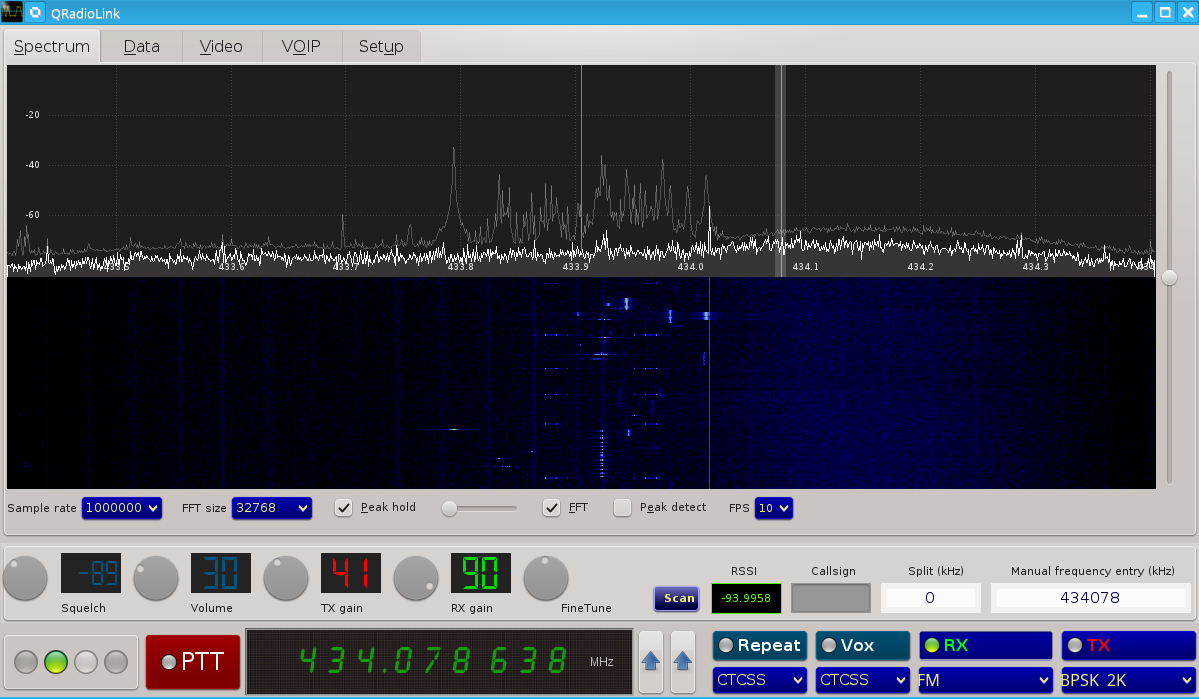 QRadioLink
Spectrum Data Video VOIP Setup
-20
-40
-60
433.6 433.7 433.8 433.9 434.0 434.1 434.2 434.3
Sample rate 1000000 FFT size 32768 Peak hold FFT Peak detect FPS 10
-89 30 41 90
Squelch Volume TX gain RX gain FineTune
RSSI Callsign Split (kHz) Manual frequency entry (kHz)
Scan -93.9958 0 434078
PTT 434.078 638 MHz
Repeat Vox RX TX
CTCSS CTCSS FM BPSK 2K